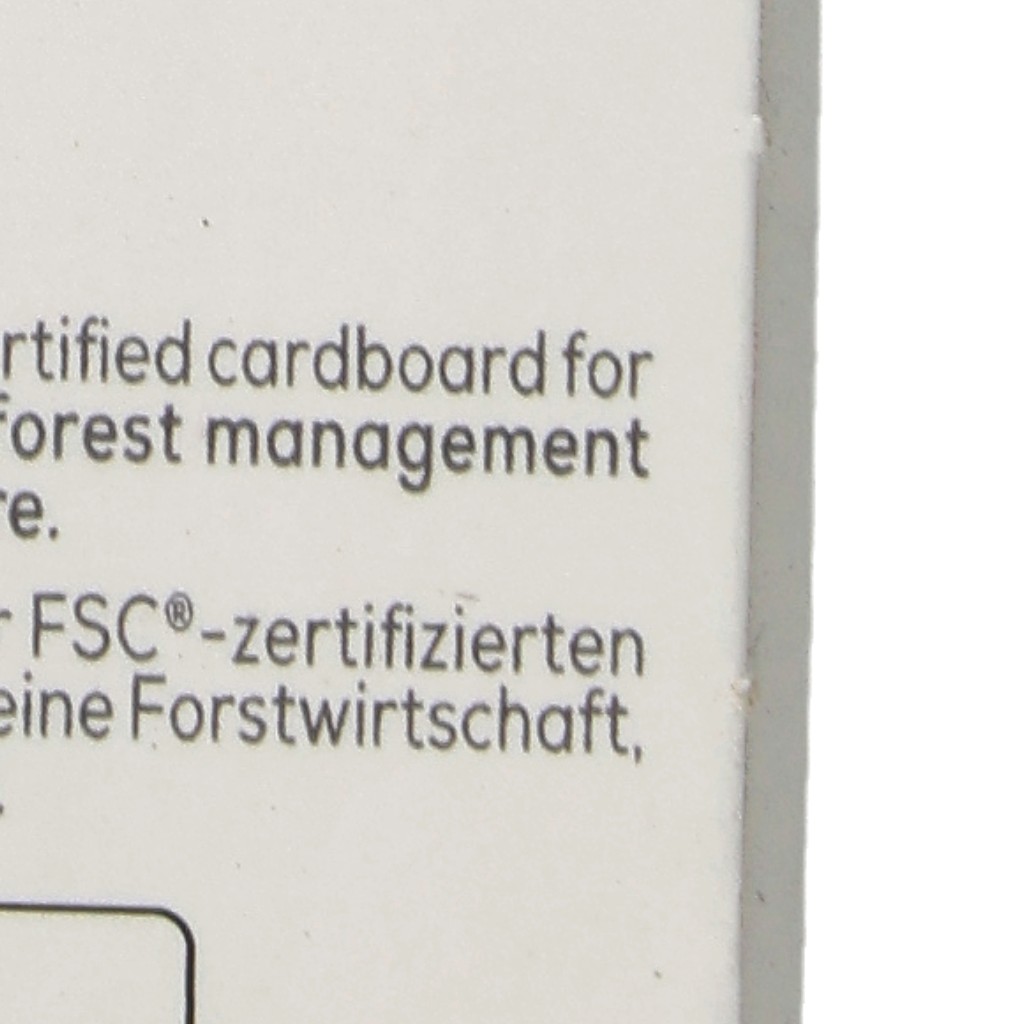 rtified cardboard for
forest management
re.
r FSC®-zertifizierten
eine Forstwirtschaft,
.